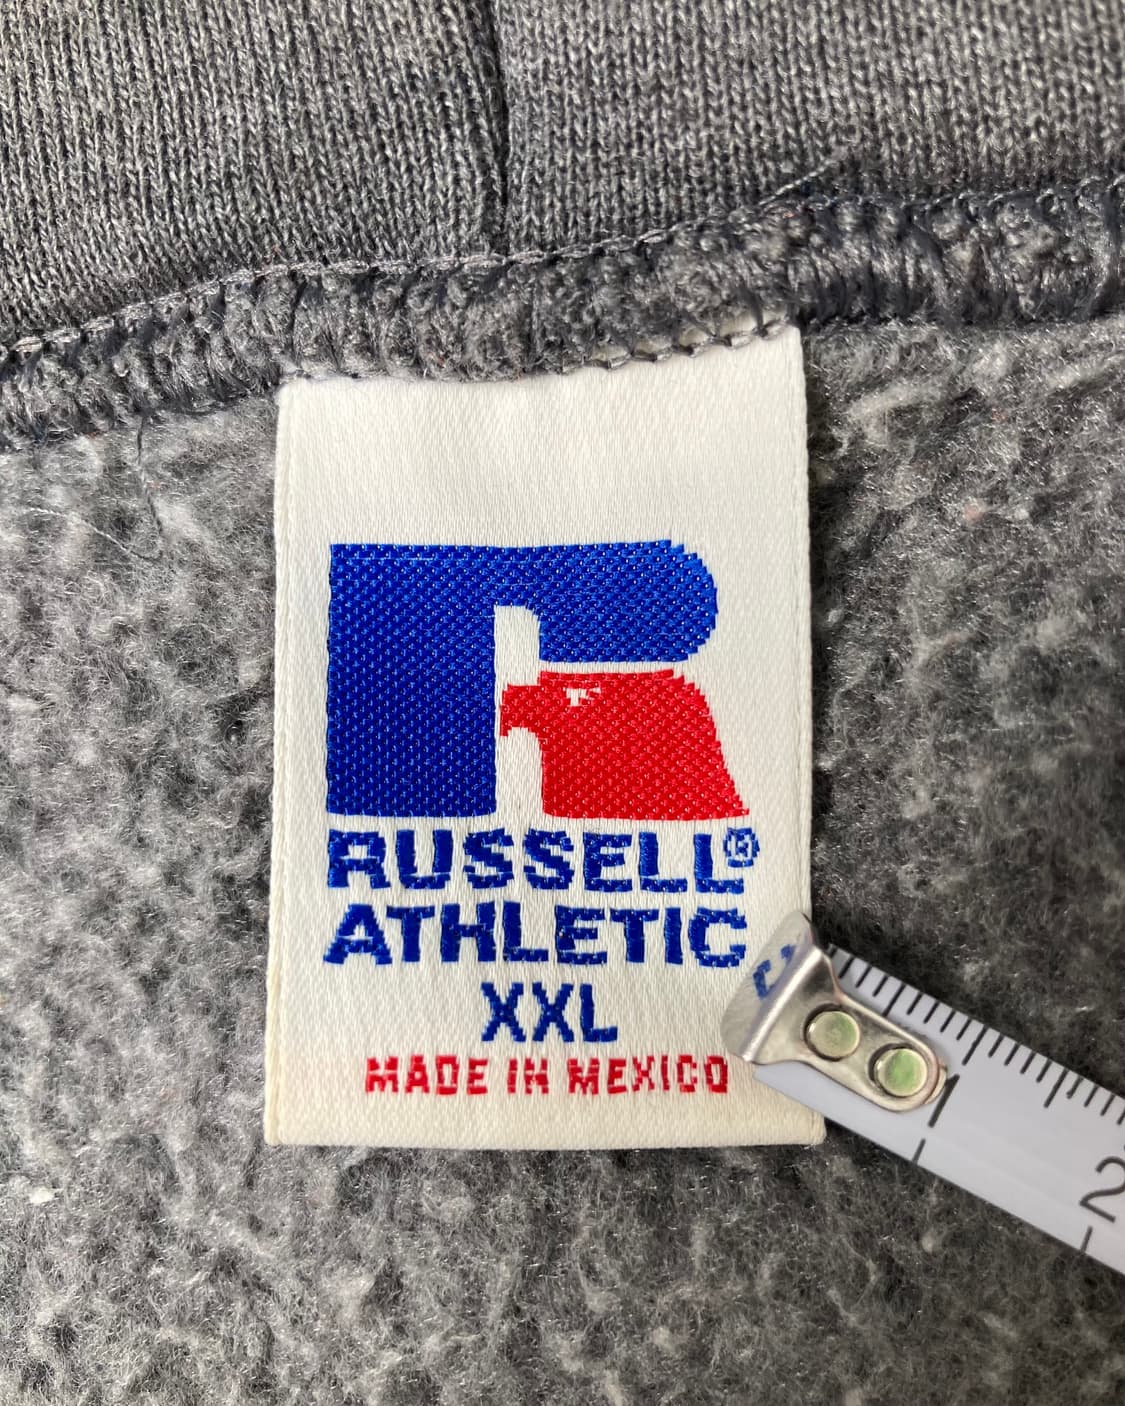 RUSSELL®
ATHLETIC
XXL
MADE IN MEXICO
1
2